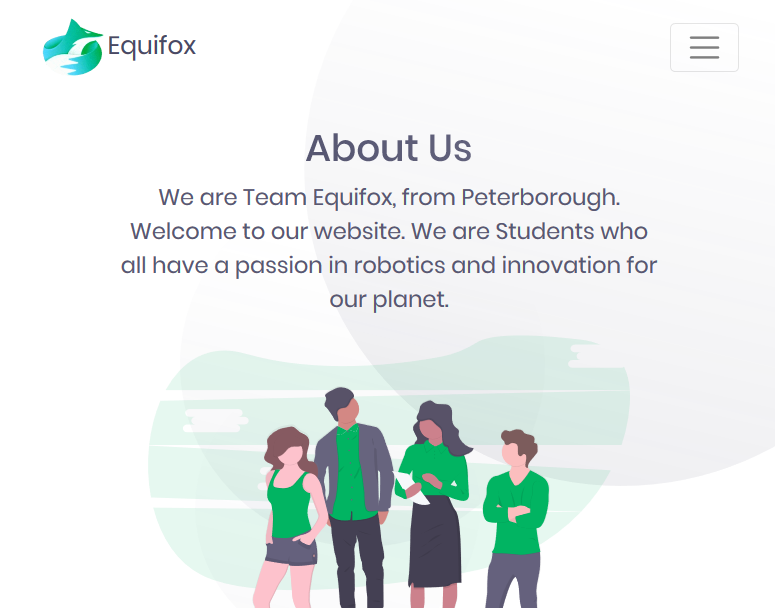 Equifox
About Us
We are Team Equifox, from Peterborough.
Welcome to our website. We are Students who
all have a passion in robotics and innovation for
our planet.